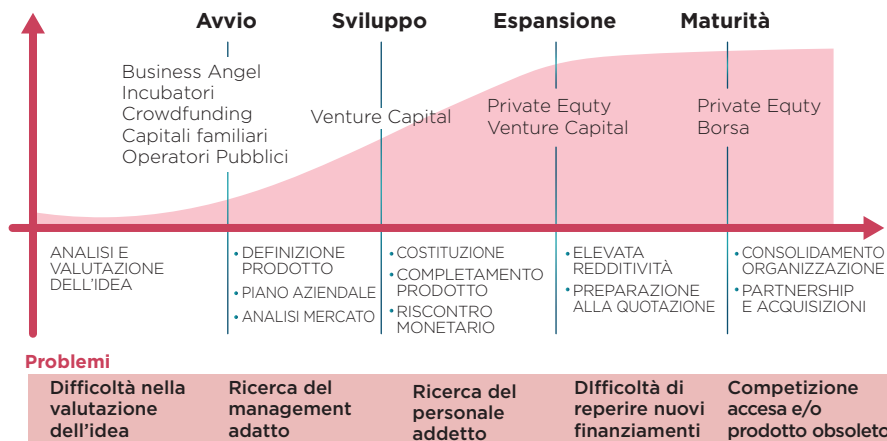 Avvio
Sviluppo
Espansione
Maturità
Business Angel
Incubatori
Crowdfunding
Capitali familiari
Operatori Pubblici
Venture Capital
Private Equty
Venture Capital
Private Equty
Borsa
ANALISI E
VALUTAZIONE
DELL'IDEA
• DEFINIZIONE
PRODOTTO
• PIANO AZIENDALE
• ANALISI MERCATO
• COSTITUZIONE
• COMPLETAMENTO
PRODOTTO
• RISCONTRO
MONETARIO
• ELEVATA
REDDITIVITÀ
• PREPARAZIONE
ALLA QUOTAZIONE
• CONSOLIDAMENTO
ORGANIZZAZIONE
• PARTNERSHIP
E ACQUISIZIONI
Problemi
Difficoltà nella
valutazione
dell'idea
Ricerca del
management
adatto
Ricerca del
personale
addetto
DIfficoltà di
reperire nuovi
finanziamenti
Competizione
accesa e/o
prodotto obsoleto